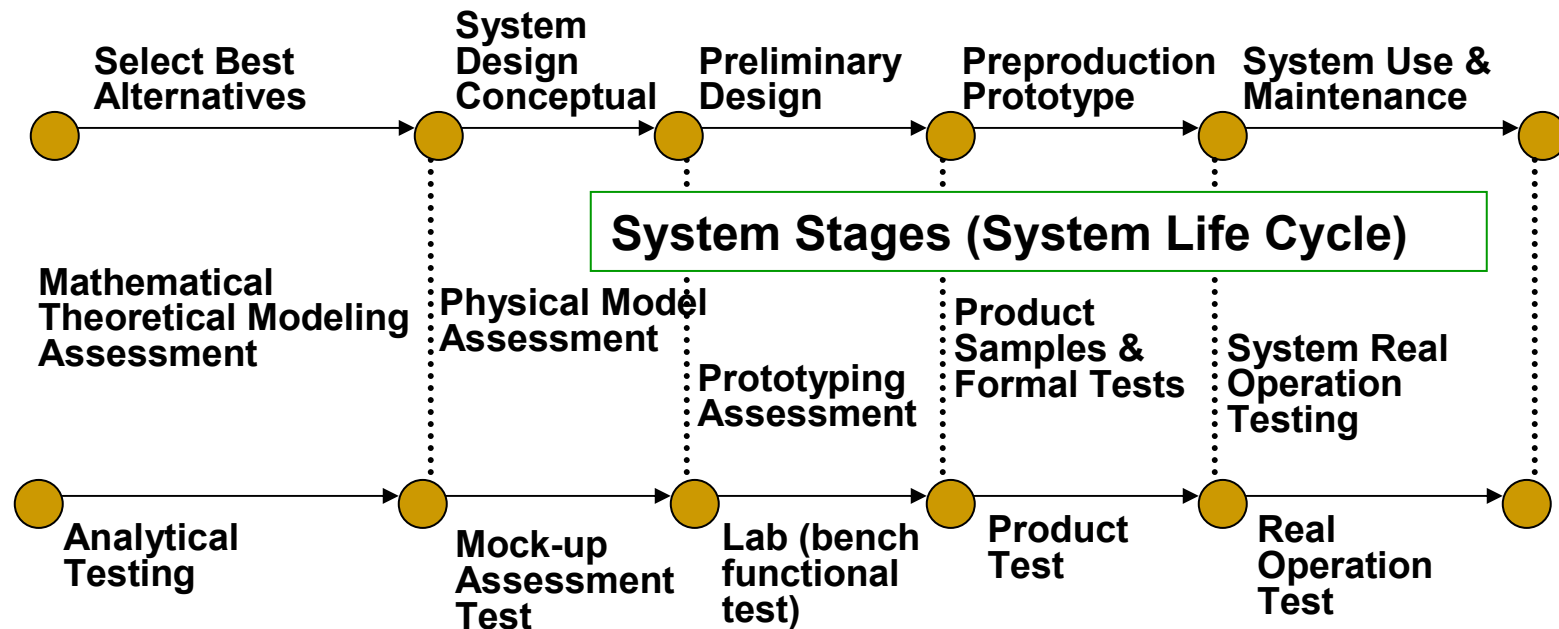 Select Best
Alternatives
System
Design
Conceptual
Preliminary
Design
Preproduction
Prototype
System Use &
Maintenance
System Stages (System Life Cycle)
Mathematical
Theoretical Modeling
Assessment
Physical Model
Assessment
Prototyping
Assessment
Product
Samples &
Formal Tests
System Real
Operation
Testing
Analytical
Testing
Mock-up
Assessment
Test
Lab (bench
functional
test)
Product
Test
Real
Operation
Test